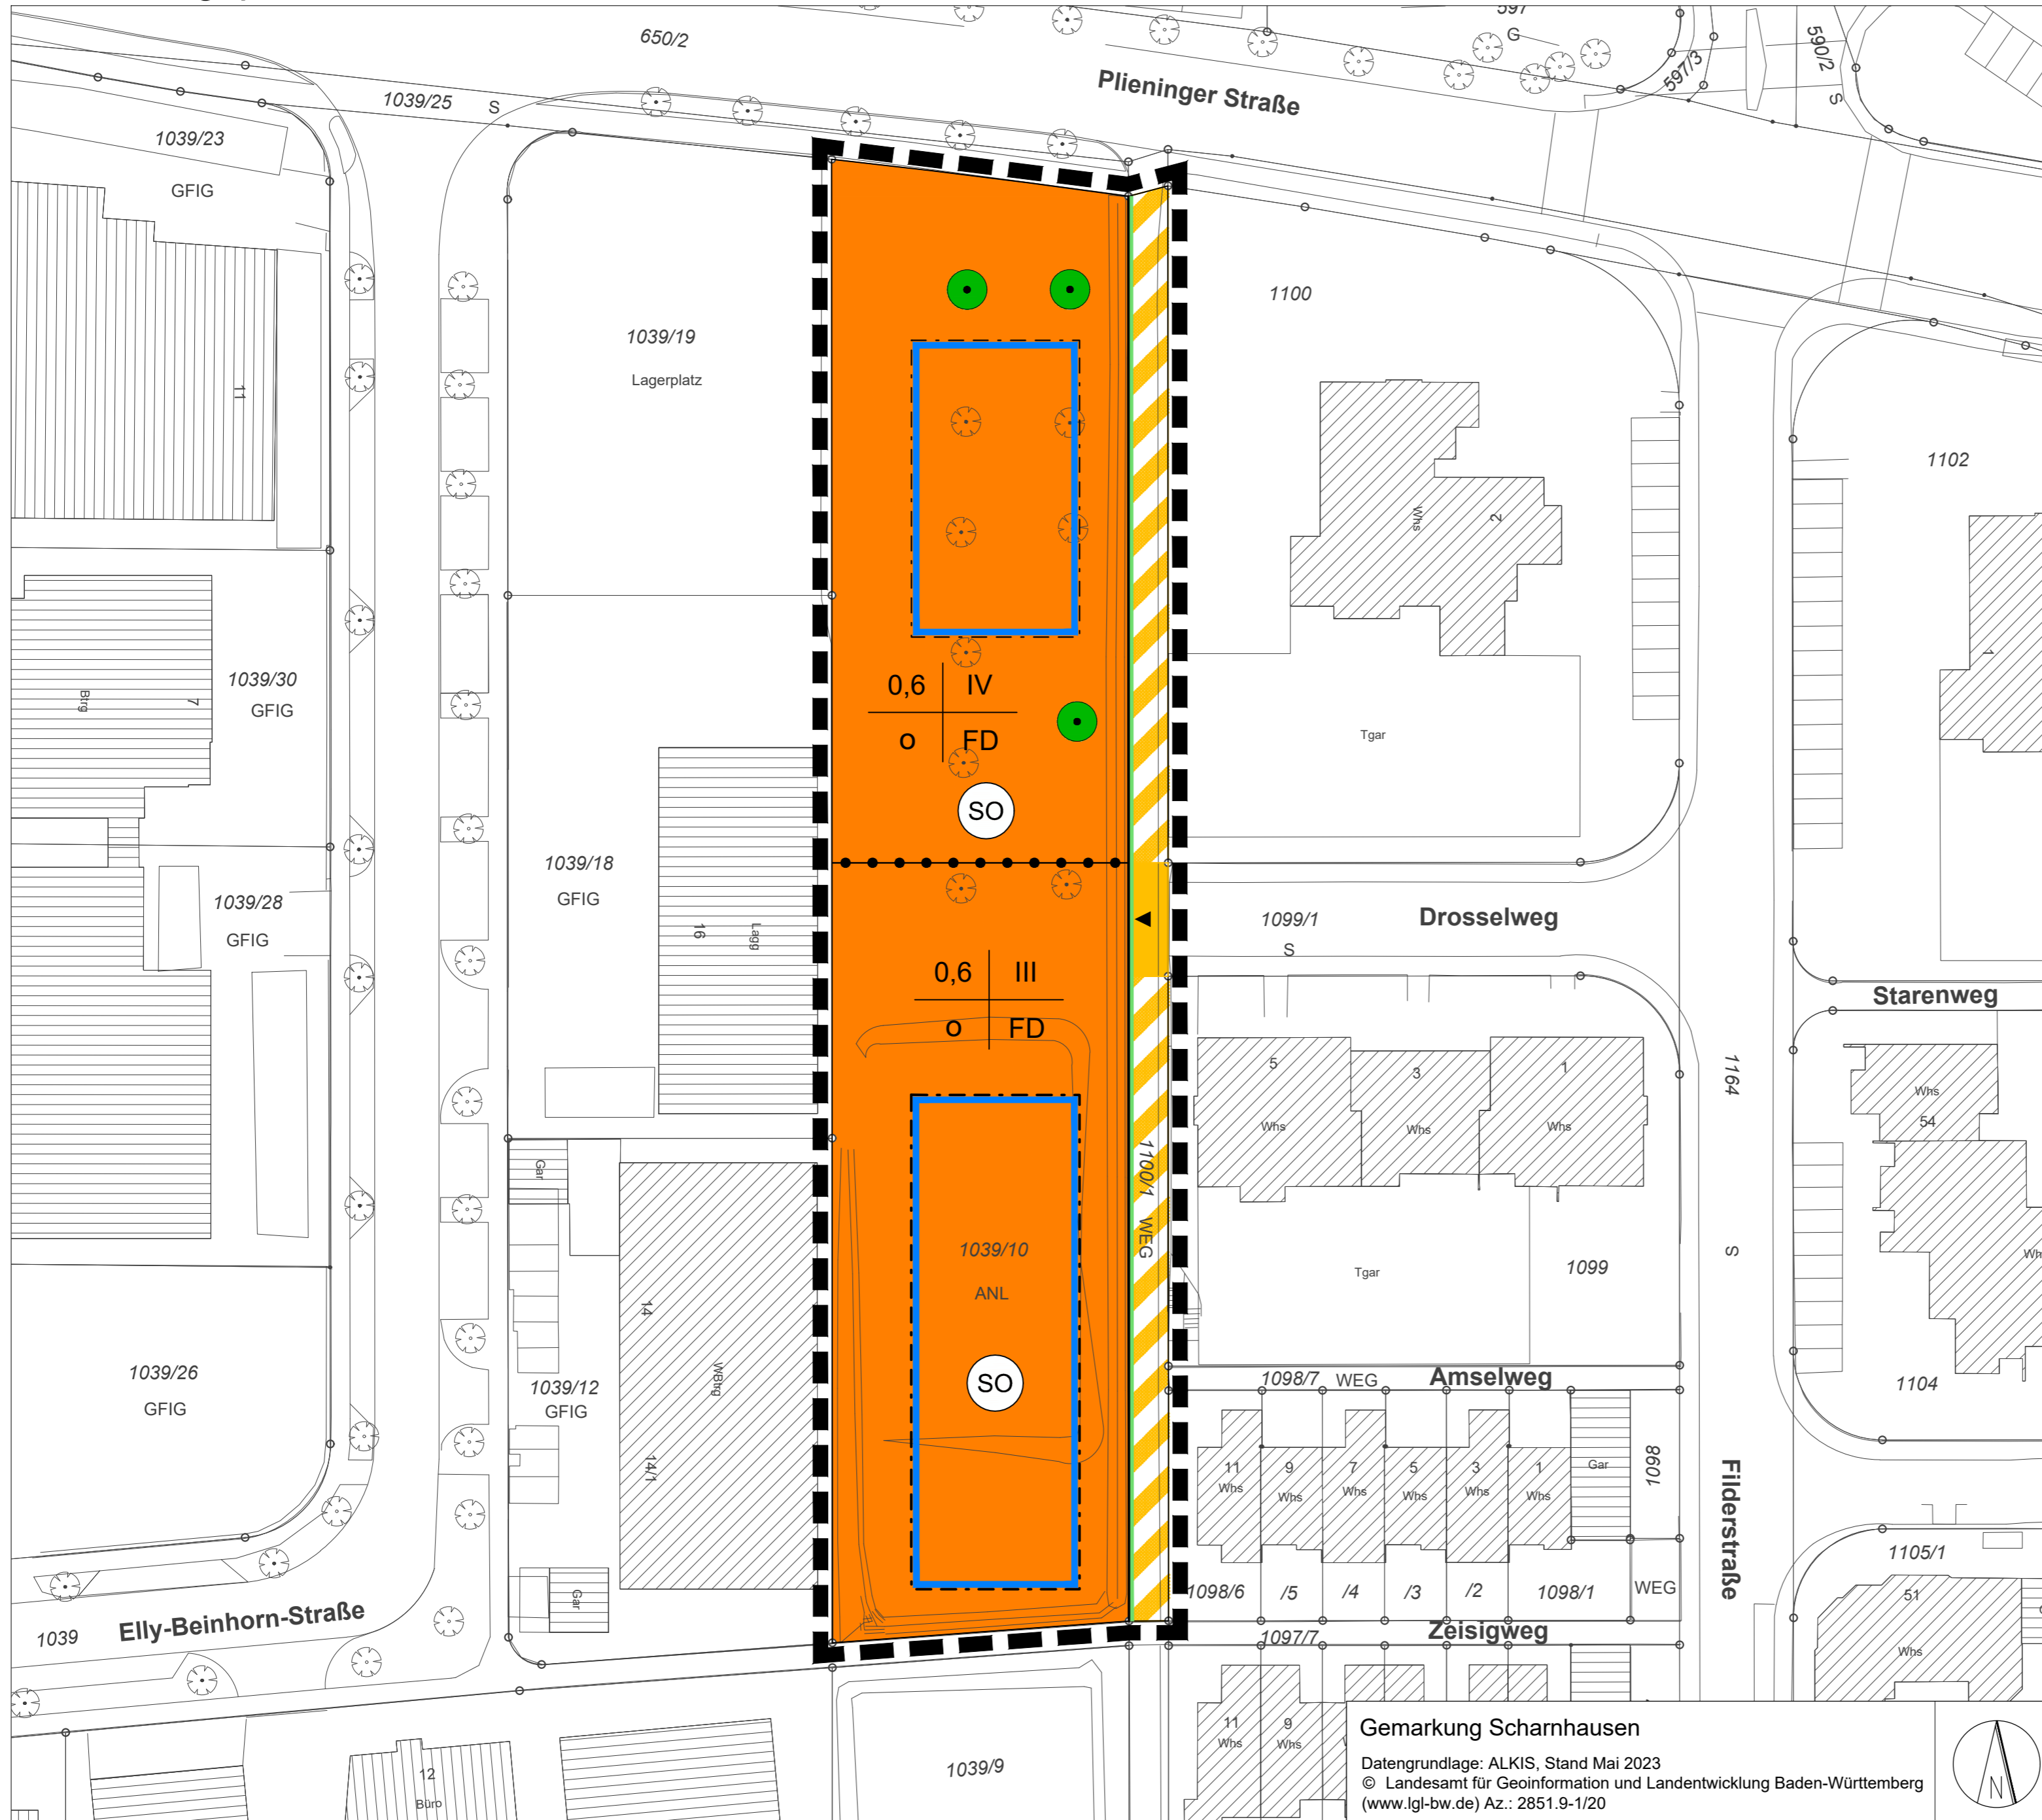 650/2
597
G
590/2
S
597/3
Plieninger Straße
1039/25
S
1039/23
GFIG
11
1039/19
Lagerplatz
1100
Whs
2
1102
1
1039/30
GFIG
Btrg
7
0,6
IV
o
FD
SO
Tgar
1039/18
GFIG
16
Lagg
1039/28
GFIG
1099/1
S
Drosselweg
Starenweg
0,6
III
o
FD
5
Whs
3
Whs
1
Whs
1164
S
Whs
54
Wh
1100/1
WEG
Gar
1039/10
ANL
SO
Tgar
1099
14
14/1
WBtrg
1039/26
GFIG
1039/12
GFIG
1098/7
WEG
Amselweg
1104
11
Whs
9
Whs
7
Whs
5
Whs
3
Whs
1
Whs
Gar
1098
Filderstraße
1098/6
/5
/4
/3
/2
1098/1
WEG
1105/1
51
Whs
Gar
Elly-Beinhorn-Straße
1039
1097/7
Zeisigweg
11
Whs
9
Whs
12
Büro
1039/9
Gemarkung Scharnhausen
Datengrundlage: ALKIS, Stand Mai 2023
© Landesamt für Geoinformation und Landentwicklung Baden-Württemberg
(www.lgl-bw.de) Az.: 2851.9-1/20
N